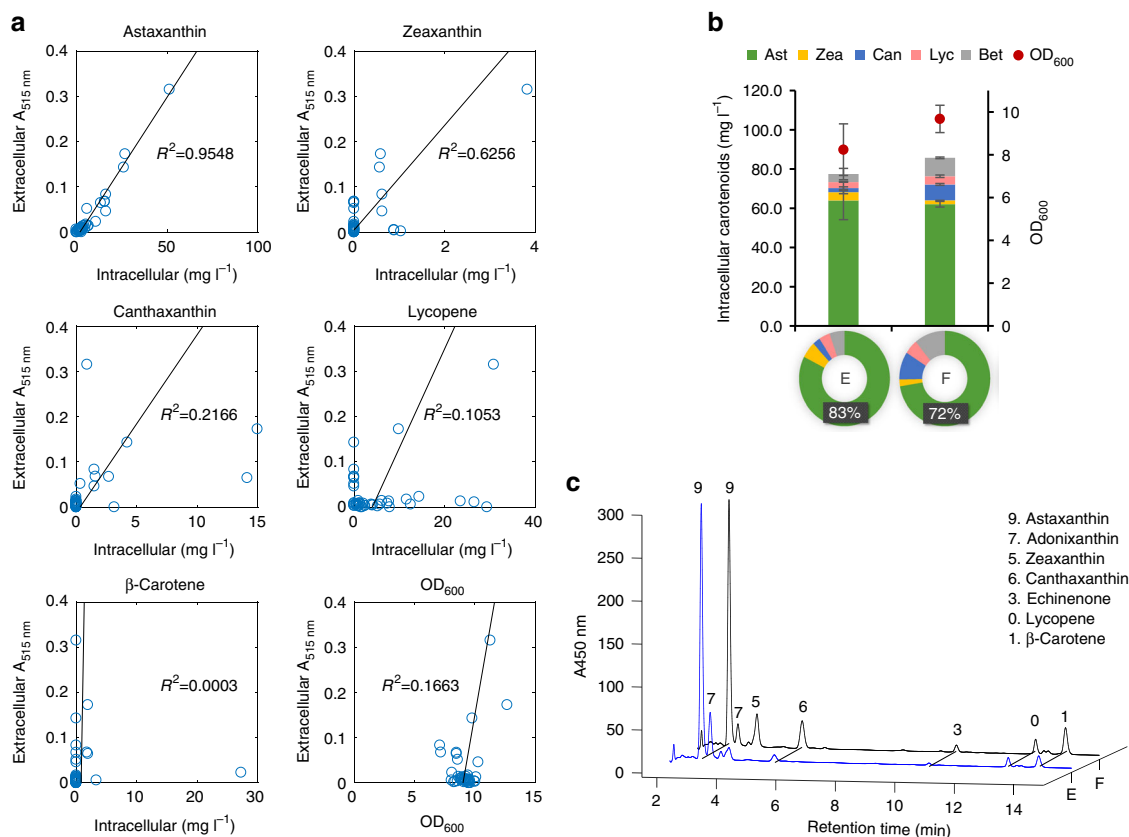 a
Astaxanthin
Extracellular A515 nm
0.4
0.3
0.2
0.1
0
R²=0.9548
0 50 100
Intracellular (mg l⁻¹)
Zeaxanthin
Extracellular A515 nm
0.4
0.3
0.2
0.1
0
R²=0.6256
0 2 4
Intracellular (mg l⁻¹)
Canthaxanthin
Extracellular A515 nm
0.4
0.3
0.2
0.1
0
R²=0.2166
0 5 10 15
Intracellular (mg l⁻¹)
Lycopene
Extracellular A515 nm
0.4
0.3
0.2
0.1
0
R²=0.1053
0 20 40
Intracellular (mg l⁻¹)
β-Carotene
Extracellular A515 nm
0.4
0.3
0.2
0.1
0
R²=0.0003
0 10 20 30
Intracellular (mg l⁻¹)
OD600
Extracellular A515 nm
0.4
0.3
0.2
0.1
0
R²=0.1663
0 5 10 15
OD600
b
Ast Zea Can Lyc Bet OD600
Intracellular carotenoids (mg l⁻¹)
120.0
100.0
80.0
60.0
40.0
20.0
0.0
10
8
6
4
2
0
OD600
E
83%
F
72%
c
A450 nm
300
250
200
150
100
50
0
9 9
7 7 5 6 3 0 1
2 4 6 8 10 12 14
Retention time (min)
E
F
9. Astaxanthin
7. Adonixanthin
5. Zeaxanthin
6. Canthaxanthin
3. Echinenone
0. Lycopene
1. β-Carotene